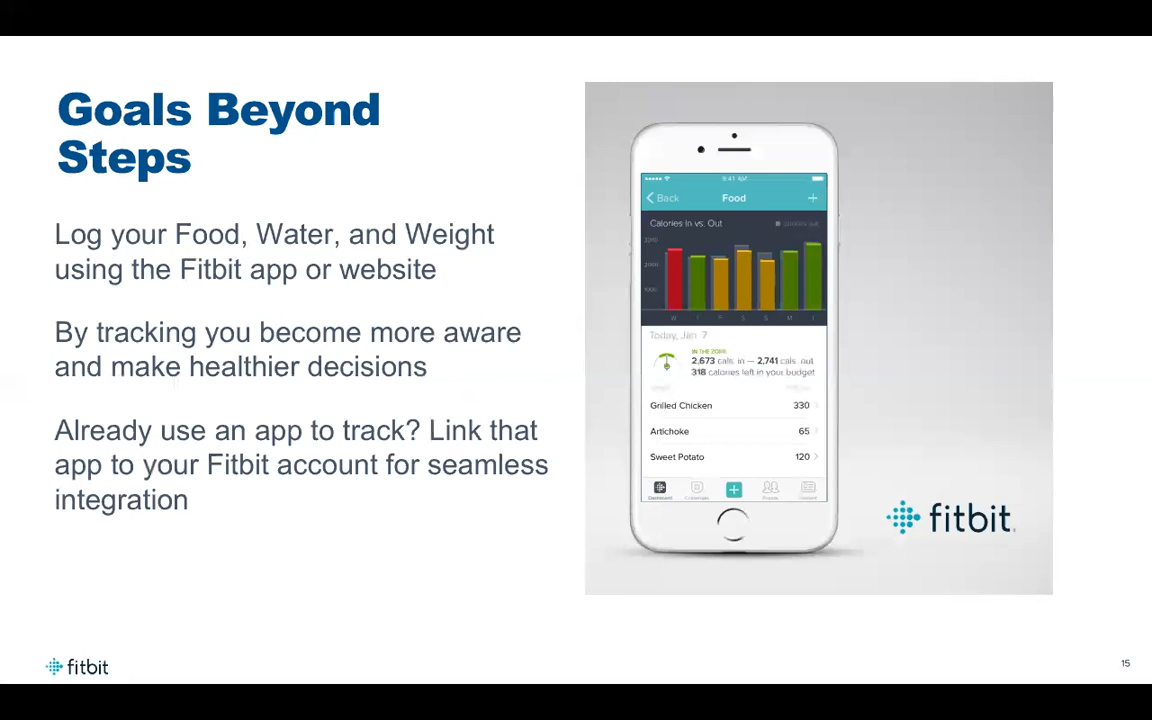 Goals Beyond
Steps
Log your Food, Water, and Weight
using the Fitbit app or website
By tracking you become more aware
and make healthier decisions
Already use an app to track? Link that
app to your Fitbit account for seamless
integration
9:41 AM
Back
Food
+
Calories In vs. Out
W T F S S M T
Today, Jan 7
IN THE ZONE
2,673 cals in — 2,741 cals out
318 calories left in your budget
Grilled Chicken 330
Artichoke 65
Sweet Potato 120
Dashboard
fitbit
fitbit
15